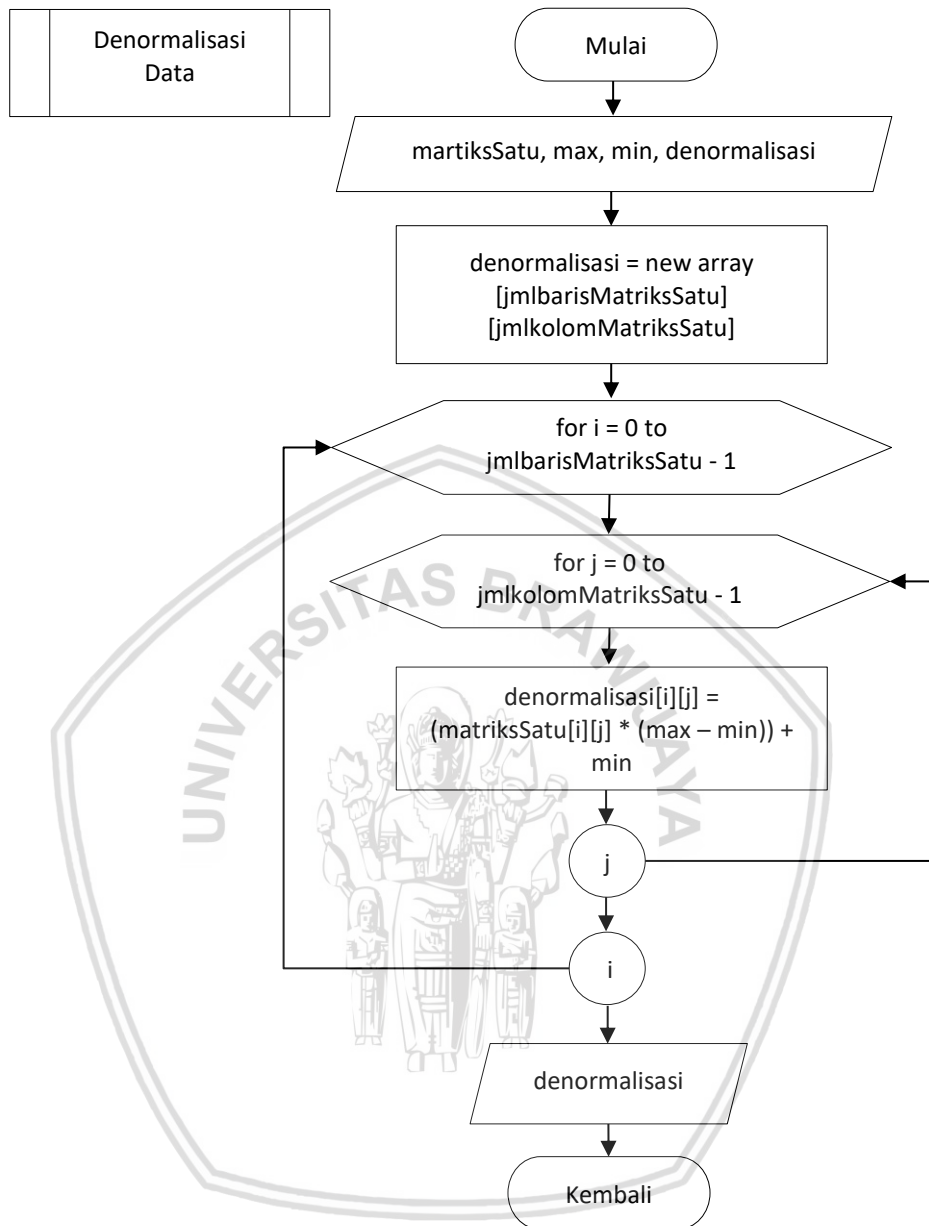 Denormalisasi
Data
Mulai
martiksSatu, max, min, denormalisasi
denormalisasi = new array
[jmlbarisMatriksSatu]
[jmlkolomMatriksSatu]
for i = 0 to
jmlbarisMatriksSatu - 1
for j = 0 to
jmlkolomMatriksSatu - 1
denormalisasi[i][j] =
(matriksSatu[i][j] * (max – min)) +
min
j
i
denormalisasi
Kembali
UNIVERSITAS BRAWIJAYA